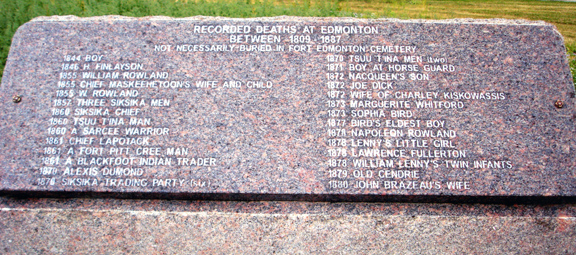 RECORDED DEATHS AT EDMONTON
BETWEEN 1809 - 1887
NOT NECESSARILY BURIED IN FORT EDMONTON CEMETERY
1844 BOY
1846 H. FINLAYSON
1855 WILLIAM ROWLAND
1855 CHIEF MASKEEHETOON'S WIFE AND CHILD
1855 W. ROWLAND
1857 THREE SIKSIKA MEN
1860 SIKSIKA CHIEF
1860 TSUU T'INA MAN
1860 A SARCEE WARRIOR
1861 CHIEF LAPOTACK
1861 A FORT PITT CREE MAN
1861 A BLACKFOOT INDIAN TRADER
1870 ALEXIS DUMOND
1870 SIKSIKA TRADING PARTY (six)
1870 TSUU T'INA MEN (two)
1871 BOY AT HORSE GUARD
1872 NACQUEEN'S SON
1872 JOE DICK
1872 WIFE OF CHARLEY KISKOWASSIS
1873 MARGUERITE WHITFORD
1873 SOPHIA BIRD
1877 BIRD'S ELDEST BOY
1878 NAPOLEON ROWLAND
1878 LENNY'S LITTLE GIRL
1878 LAWRENCE FULLERTON
1878 WILLIAM LENNY'S TWIN INFANTS
1879 OLD CENDRIE
1880 JOHN BRAZEAU'S WIFE